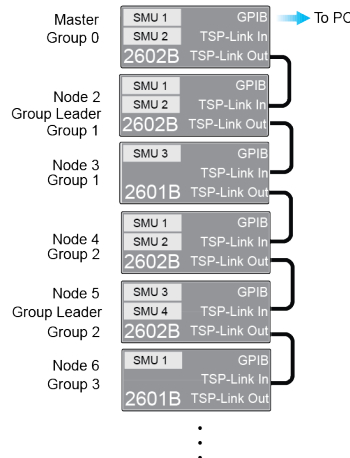 Master
Group 0
SMU 1 GPIB
SMU 2 TSP-Link In
2602B TSP-Link Out
To PC
Node 2
Group Leader
Group 1
SMU 1 GPIB
SMU 2 TSP-Link In
2602B TSP-Link Out
Node 3
Group 1
SMU 3 GPIB
TSP-Link In
2601B TSP-Link Out
Node 4
Group 2
SMU 1 GPIB
SMU 2 TSP-Link In
2602B TSP-Link Out
Node 5
Group Leader
Group 2
SMU 3 GPIB
SMU 4 TSP-Link In
2602B TSP-Link Out
Node 6
Group 3
SMU 1 GPIB
TSP-Link In
2601B TSP-Link Out